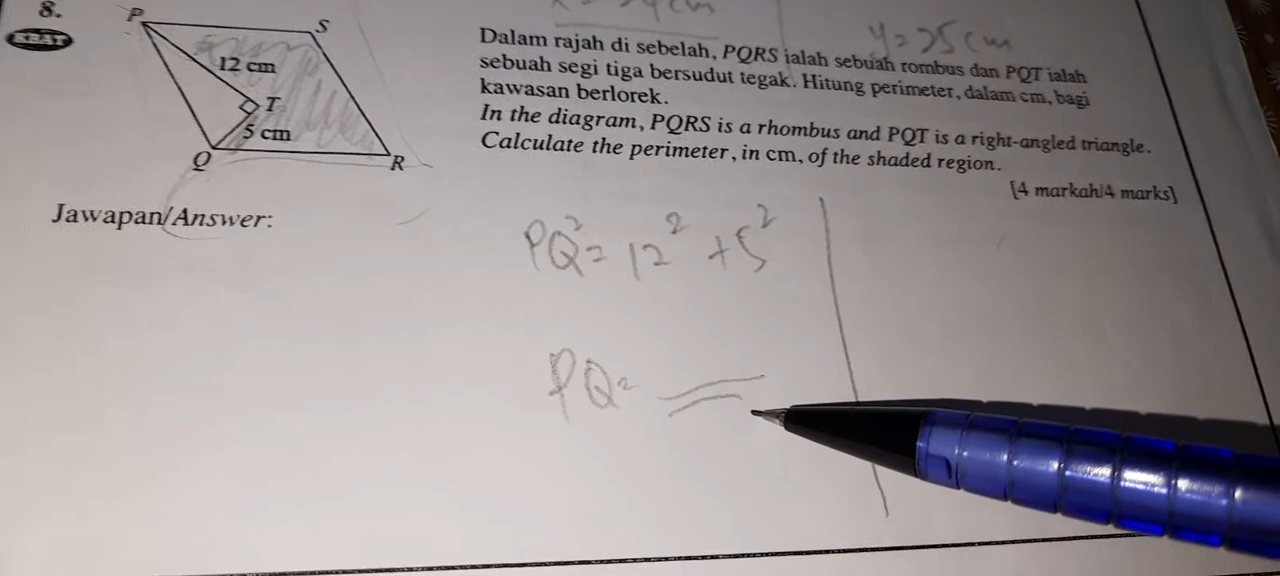 8.
KBAT
P
S
12 cm
T
5 cm
Q
R
y = 25 cm
Dalam rajah di sebelah, PQRS ialah sebuah rombus dan PQT ialah
sebuah segi tiga bersudut tegak. Hitung perimeter, dalam cm, bagi
kawasan berlorek.
In the diagram, PQRS is a rhombus and PQT is a right-angled triangle.
Calculate the perimeter, in cm, of the shaded region.
[4 markah/4 marks]
Jawapan/Answer:
PQ² = 12² + 5²
PQ =